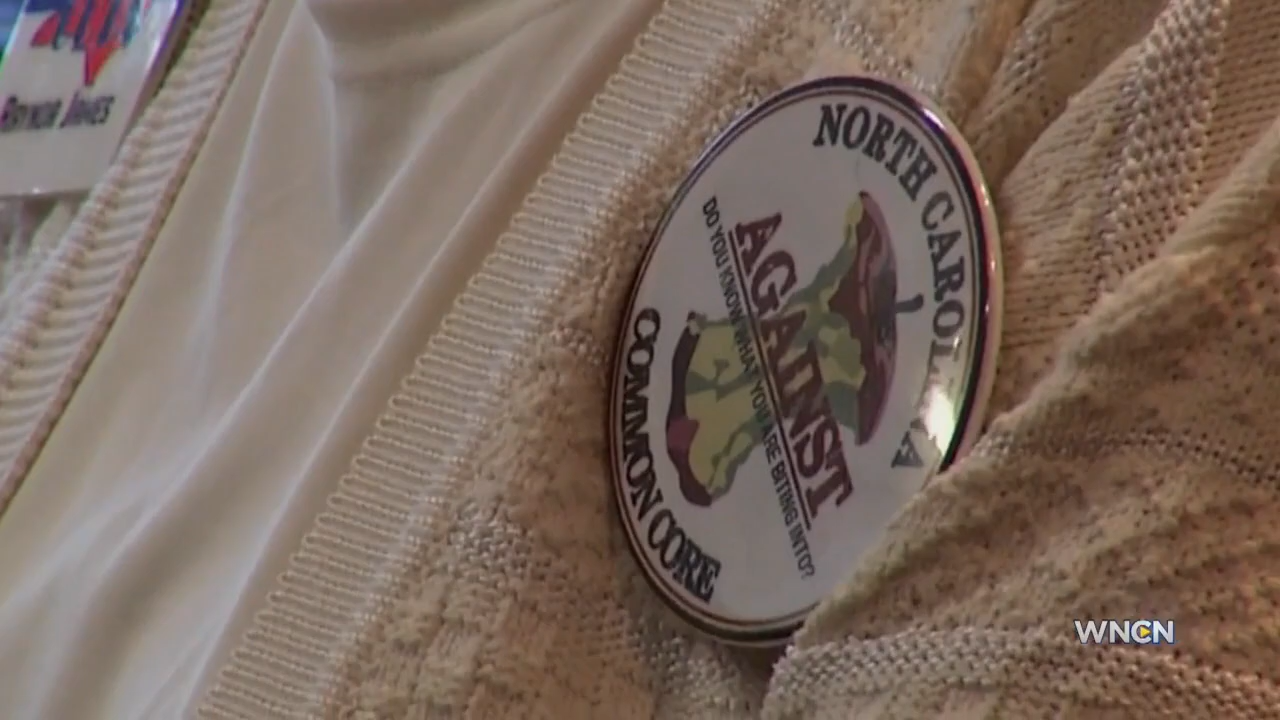 NORTH CAROLINA
AGAINST
DO YOU KNOW WHAT YOU ARE BITING INTO?
COMMON CORE
WNCN